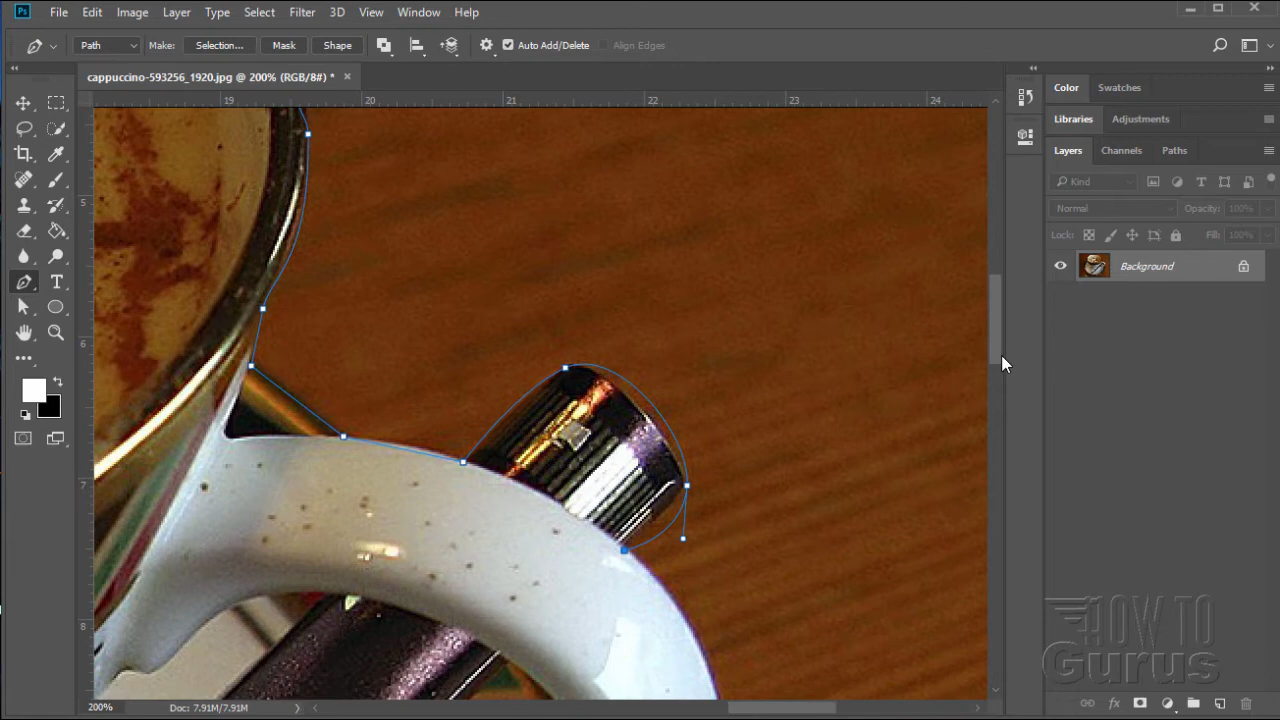 Ps File Edit Image Layer Type Select Filter 3D View Window Help
Path Make: Selection... Mask Shape Auto Add/Delete Align Edges
cappuccino-593256_1920.jpg @ 200% (RGB/8#) *
19 20 21 22 23 24
5
6
7
8
T
Color Swatches
Libraries Adjustments
Layers Channels Paths
Kind T
Normal Opacity: 100%
Lock: Fill: 100%
Background
HOW TO
Gurus
fx
200% Doc: 7.91M/7.91M